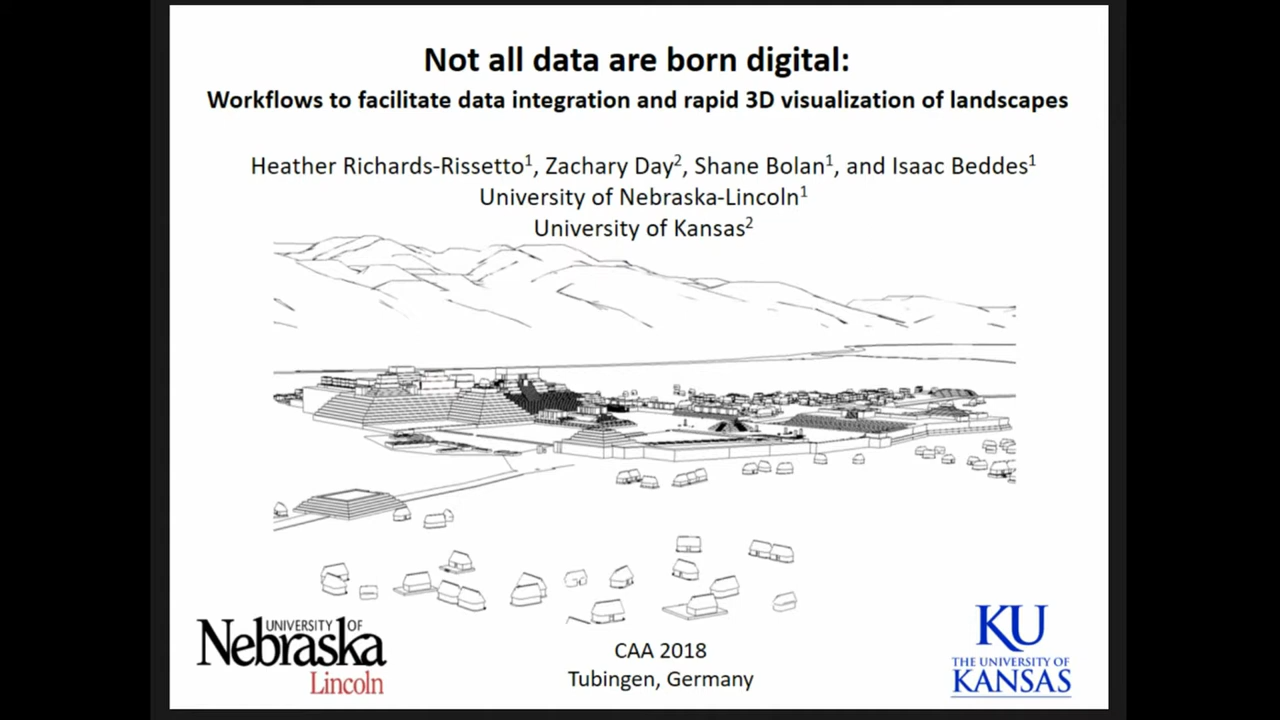 Not all data are born digital:
Workflows to facilitate data integration and rapid 3D visualization of landscapes
Heather Richards-Rissetto¹, Zachary Day², Shane Bolan¹, and Isaac Beddes¹
University of Nebraska-Lincoln¹
University of Kansas²
UNIVERSITY OF
Nebraska
Lincoln
CAA 2018
Tubingen, Germany
KU
THE UNIVERSITY OF
KANSAS